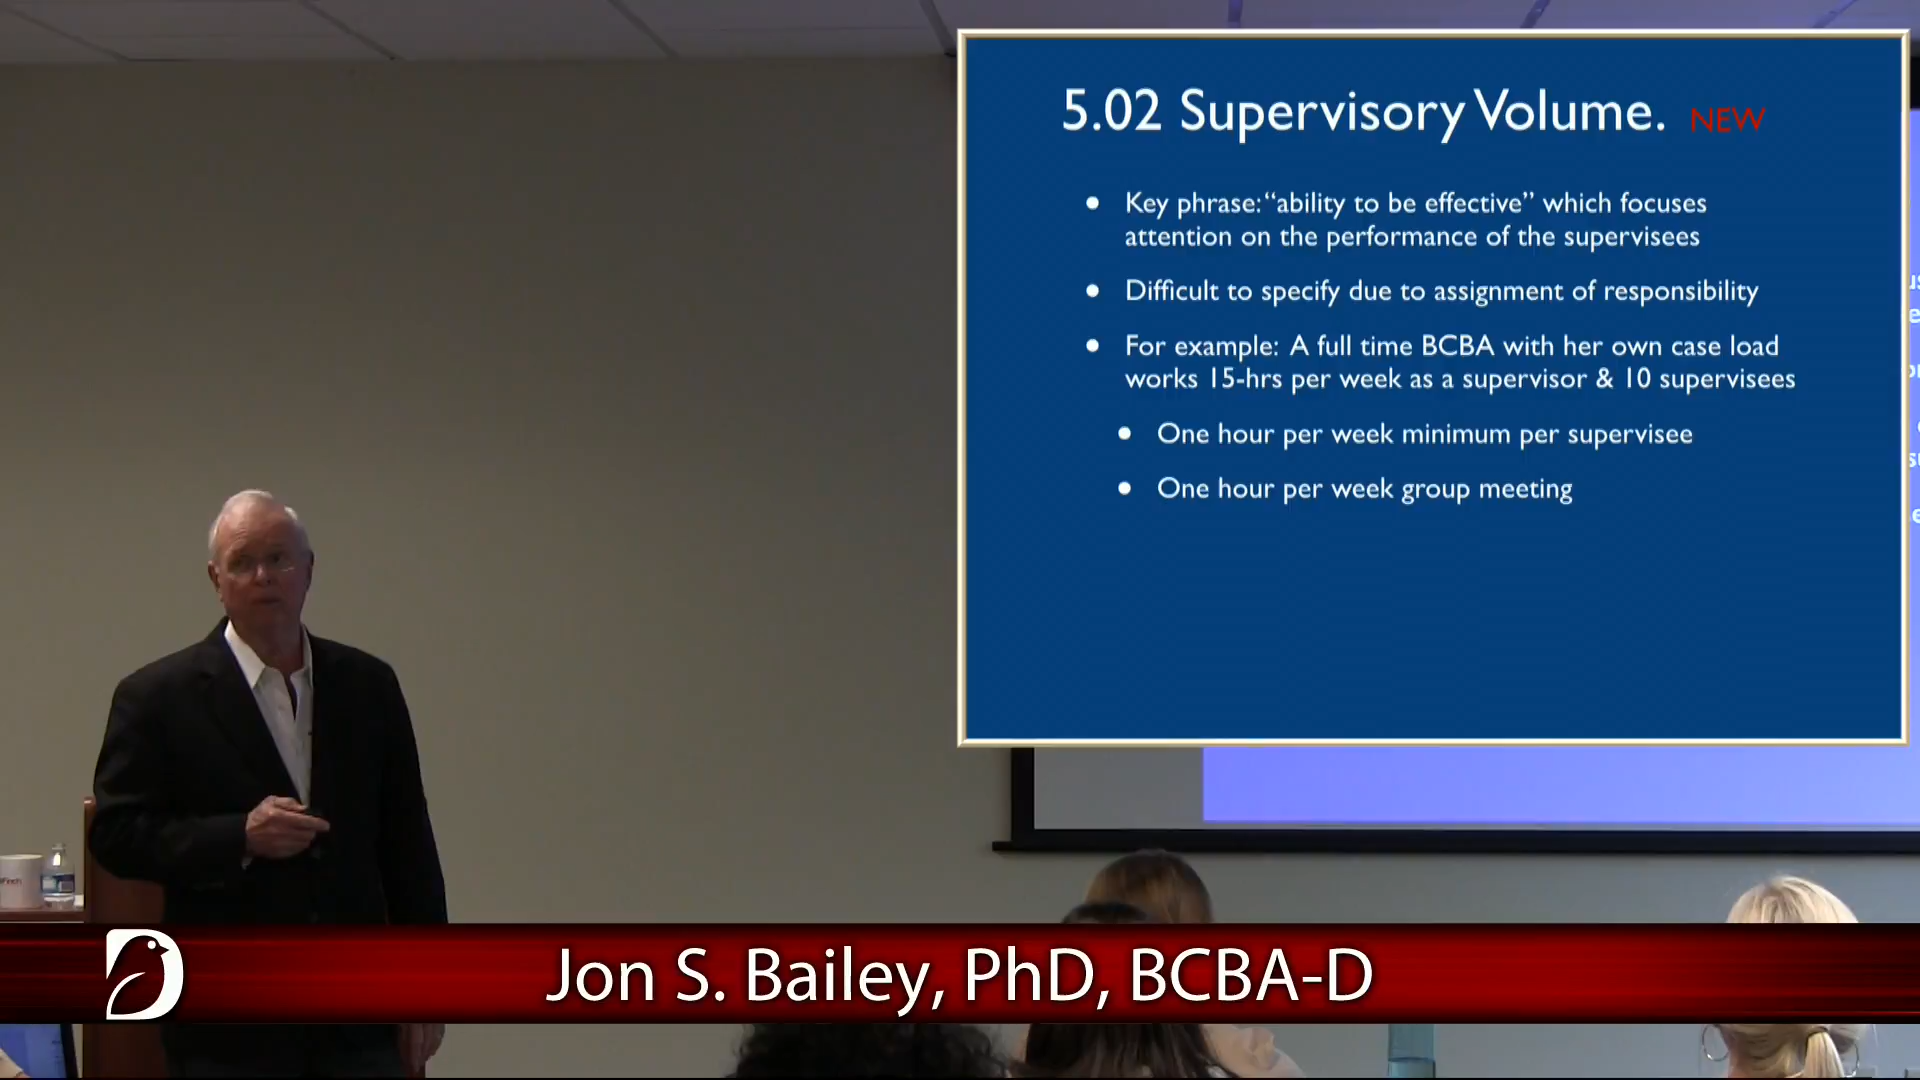 5.02 Supervisory Volume. NEW
• Key phrase: “ability to be effective” which focuses
attention on the performance of the supervisees
• Difficult to specify due to assignment of responsibility
• For example: A full time BCBA with her own case load
works 15-hrs per week as a supervisor & 10 supervisees
• One hour per week minimum per supervisee
• One hour per week group meeting
Jon S. Bailey, PhD, BCBA-D